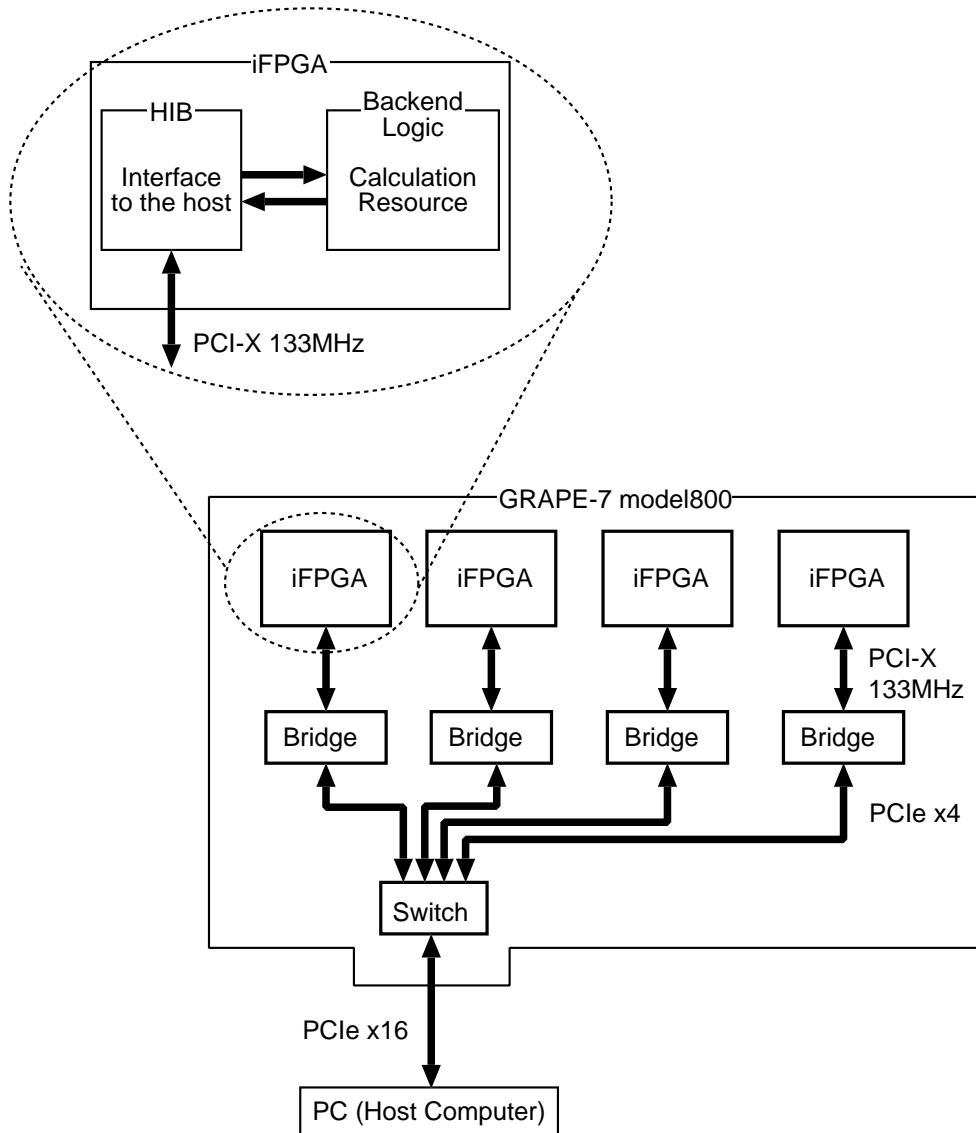 iFPGA
HIB
Backend
Logic
Interface
to the host
Calculation
Resource
PCI-X 133MHz
GRAPE-7 model800
iFPGA
iFPGA
iFPGA
iFPGA
PCI-X
133MHz
Bridge
Bridge
Bridge
Bridge
PCIe x4
Switch
PCIe x16
PC (Host Computer)